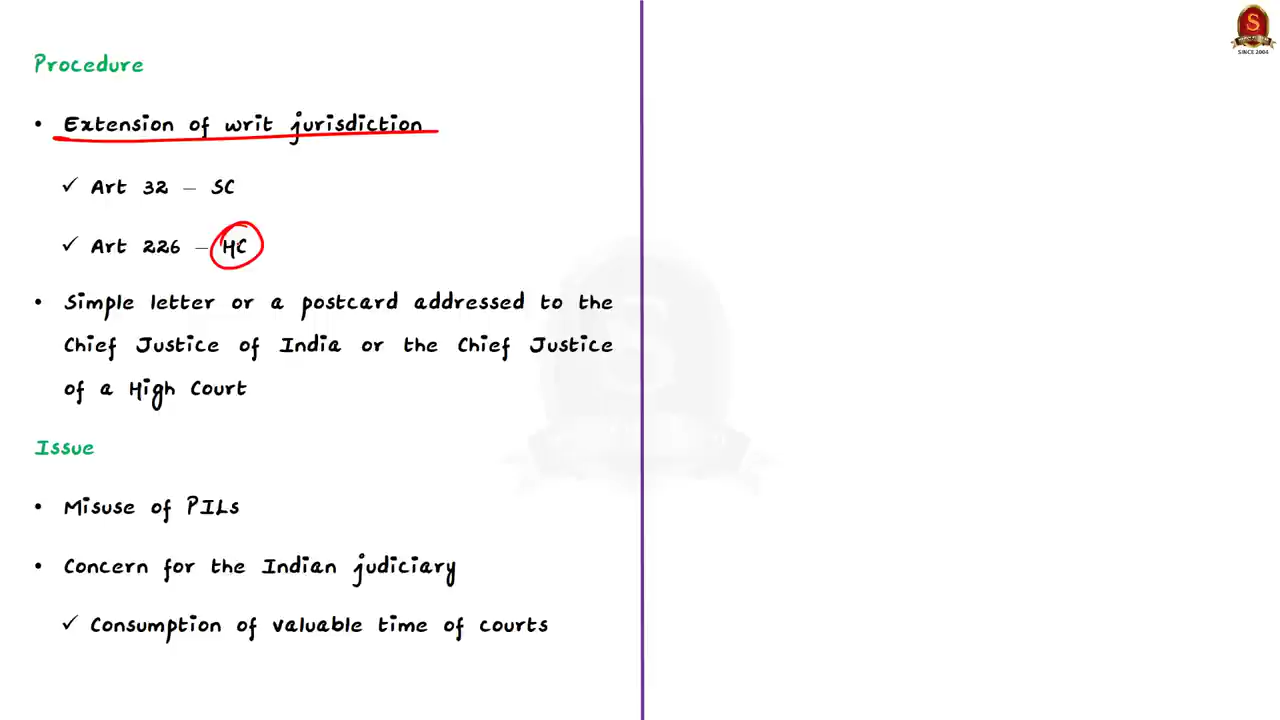 Procedure
• Extension of writ jurisdiction
✓ Art 32 – SC
✓ Art 226 – HC
• Simple letter or a postcard addressed to the
Chief Justice of India or the Chief Justice
of a High Court
Issue
• Misuse of PILs
• Concern for the Indian judiciary
✓ Consumption of valuable time of courts
S
SINCE 2004